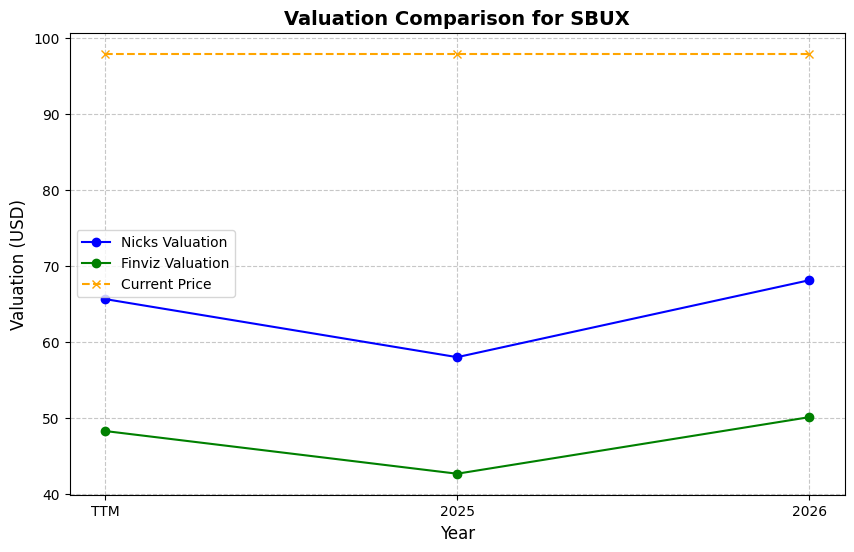 Valuation Comparison for SBUX
100
90
80
70
60
50
40
Valuation (USD)
Nicks Valuation
Finviz Valuation
Current Price
TTM
2025
2026
Year